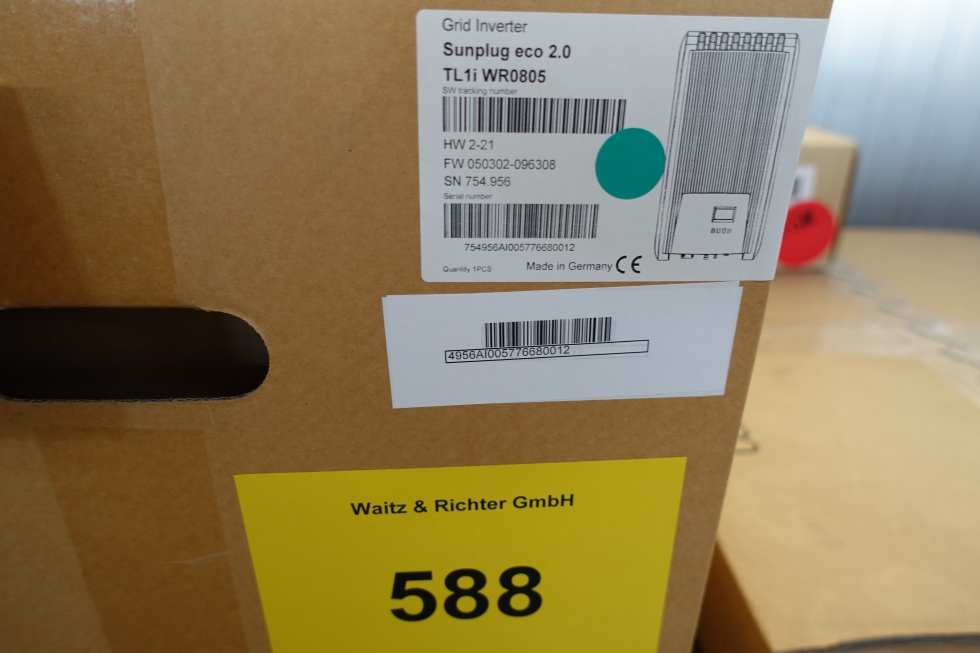 Grid Inverter
Sunplug eco 2.0
TL1i WR0805
SW tracking number
HW 2-21
FW 050302-096308
SN 754.956
Serial number
754956AI005776680012
Quantity 1PCS
Made in Germany CE
4956AI005776680012
Waitz & Richter GmbH
588